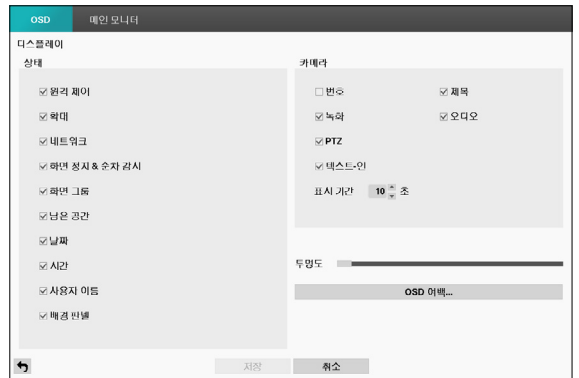 OSD 메인 모니터
디스플레이
상태
원격 제어
확대
네트워크
화면 정지 & 순차 감시
화면 그룹
남은 공간
날짜
시간
사용자 이름
배경 판넬
카메라
번호 제목
녹화 오디오
PTZ
텍스트-인
표시 기간 10 초
투명도
OSD 여백...
저장 취소